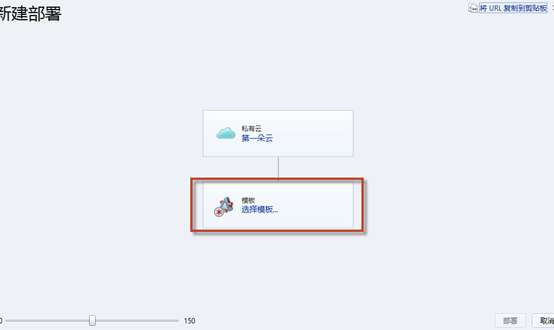 新建部署
将 URL 复制到剪贴板
私有云
第一朵云
模板
选择模板...
0
150
部署
取消